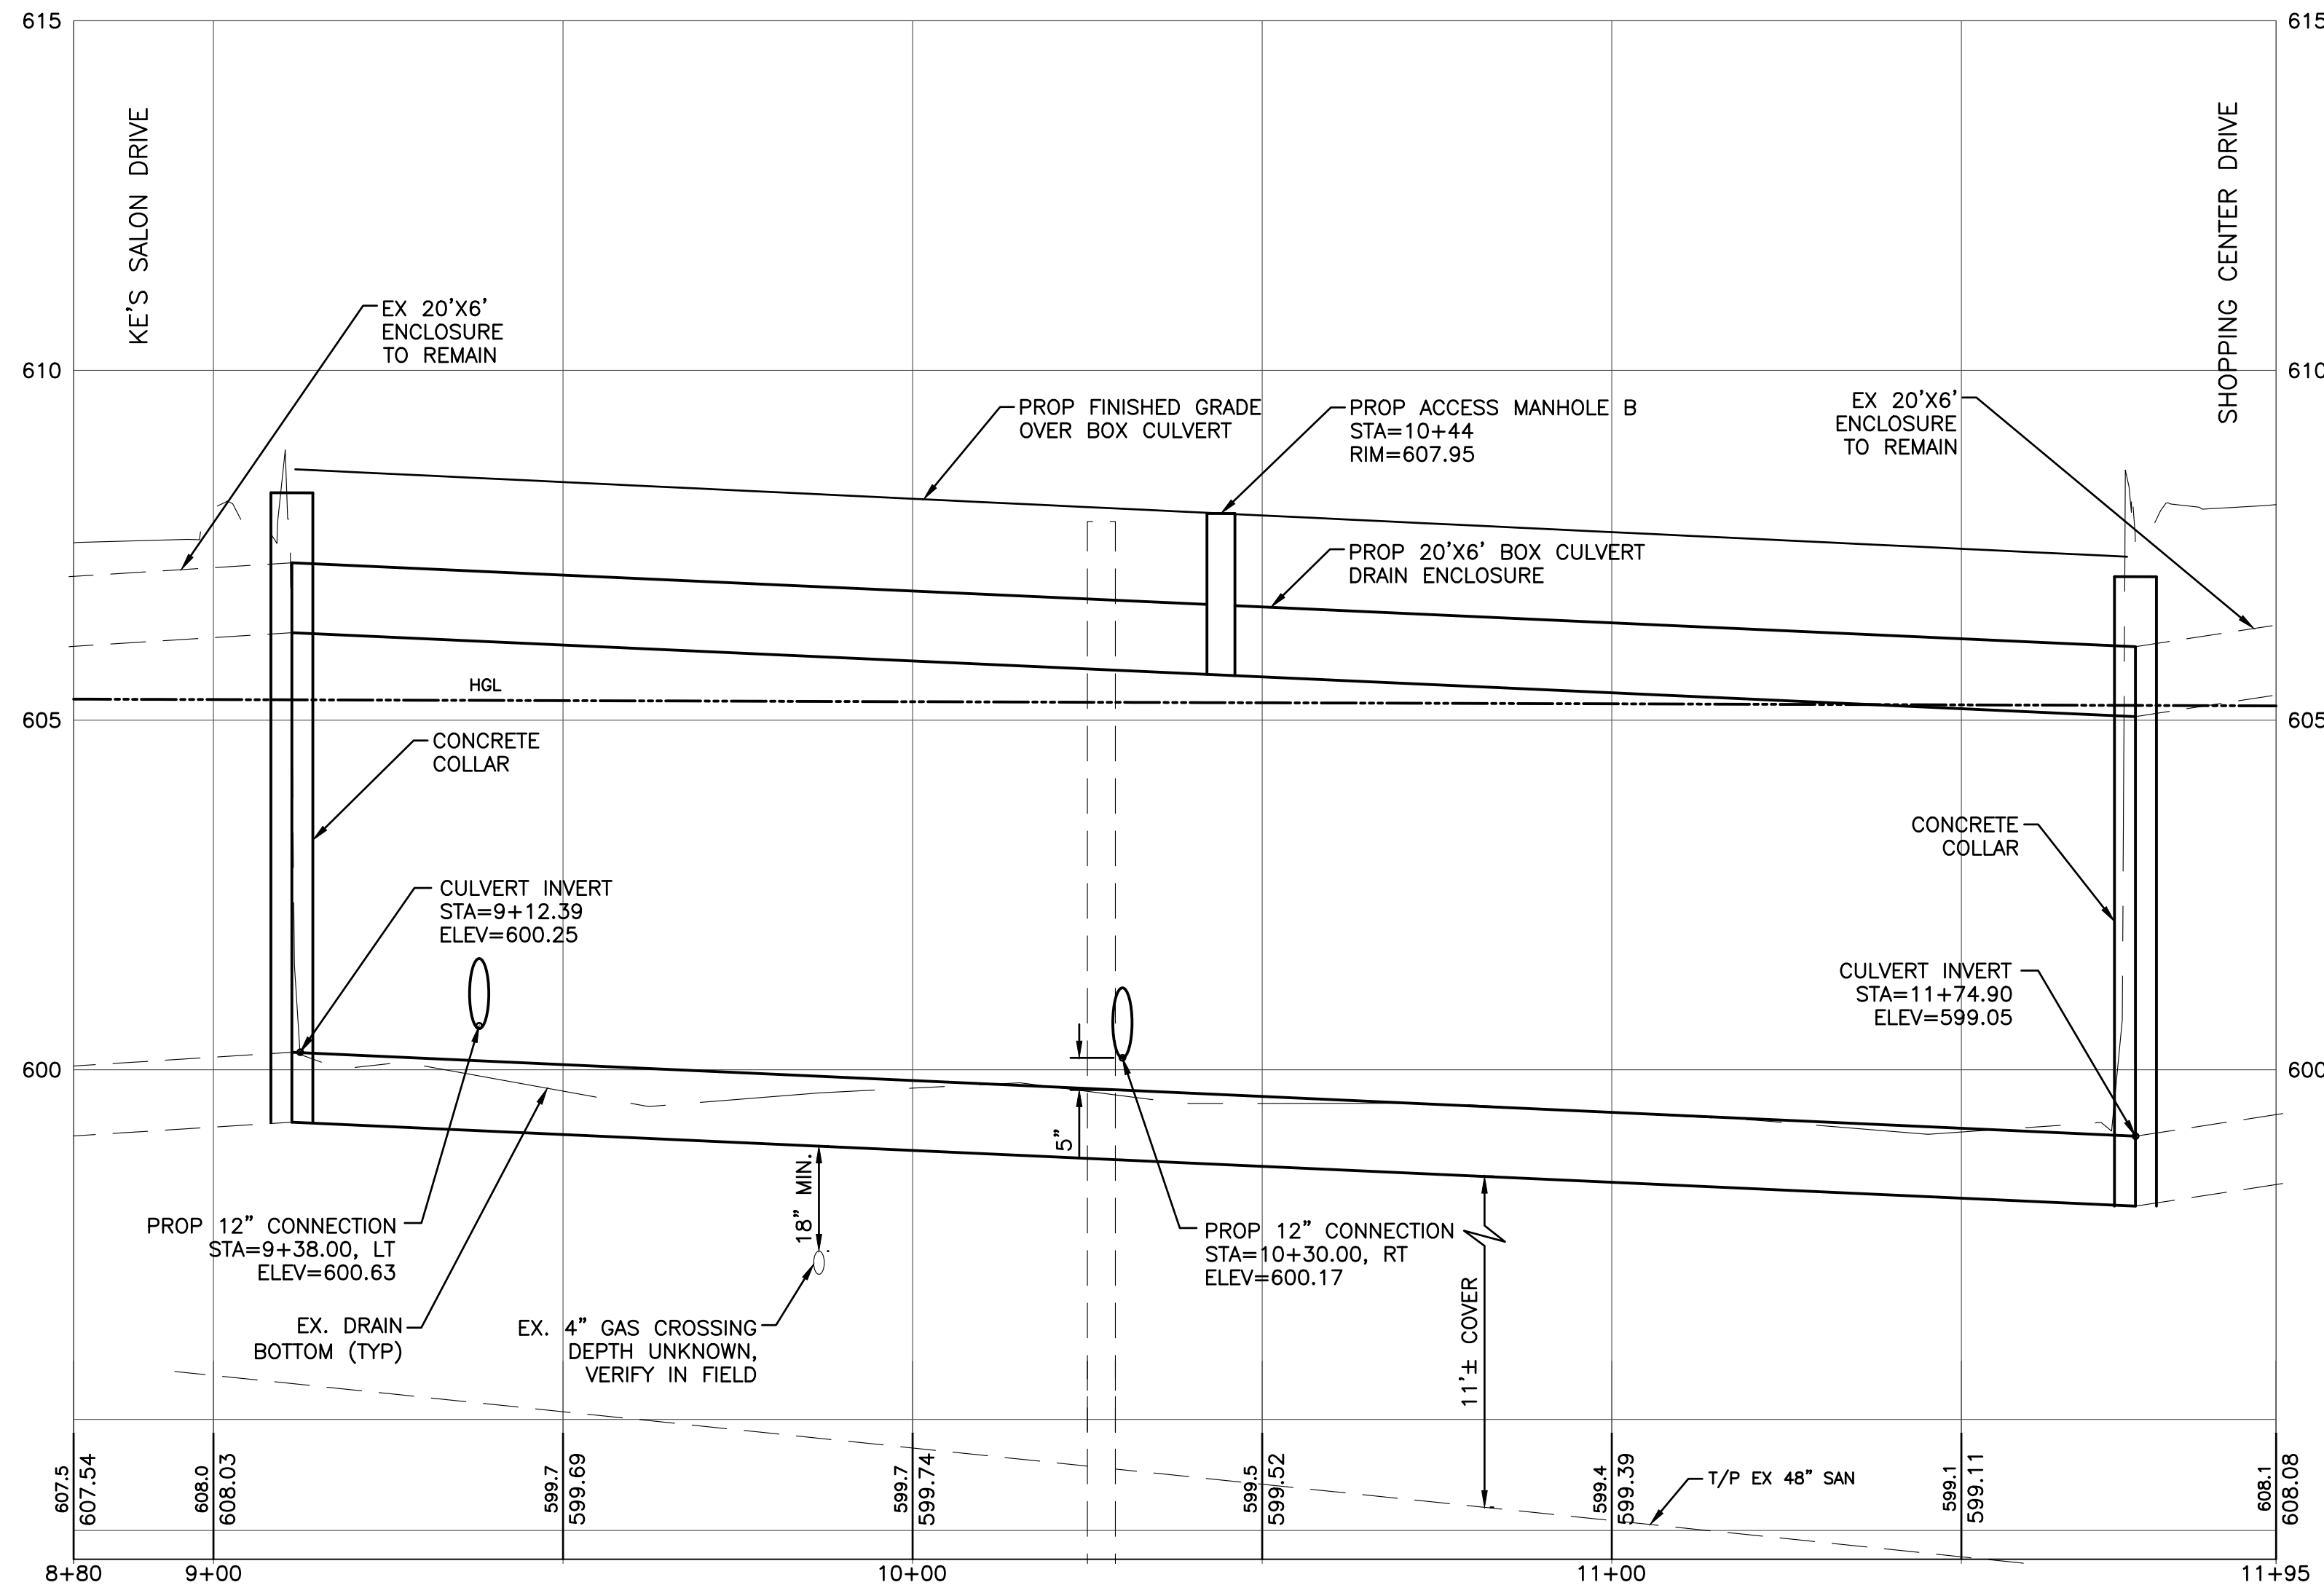 615
615
KE'S SALON DRIVE
SHOPPING CENTER DRIVE
EX 20'X6'
ENCLOSURE
TO REMAIN
610
610
PROP FINISHED GRADE
OVER BOX CULVERT
PROP ACCESS MANHOLE B
STA=10+44
RIM=607.95
EX 20'X6'
ENCLOSURE
TO REMAIN
PROP 20'X6' BOX CULVERT
DRAIN ENCLOSURE
HGL
605
605
CONCRETE
COLLAR
CONCRETE
COLLAR
CULVERT INVERT
STA=9+12.39
ELEV=600.25
CULVERT INVERT
STA=11+74.90
ELEV=599.05
600
600
5"
18" MIN.
PROP 12" CONNECTION
STA=9+38.00, LT
ELEV=600.63
PROP 12" CONNECTION
STA=10+30.00, RT
ELEV=600.17
EX. DRAIN
BOTTOM (TYP)
EX. 4" GAS CROSSING
DEPTH UNKNOWN,
VERIFY IN FIELD
11'± COVER
T/P EX 48" SAN
607.5
607.54
608.0
608.03
599.7
599.69
599.7
599.74
599.5
599.52
599.4
599.39
599.1
599.11
608.1
608.08
8+80
9+00
10+00
11+00
11+95